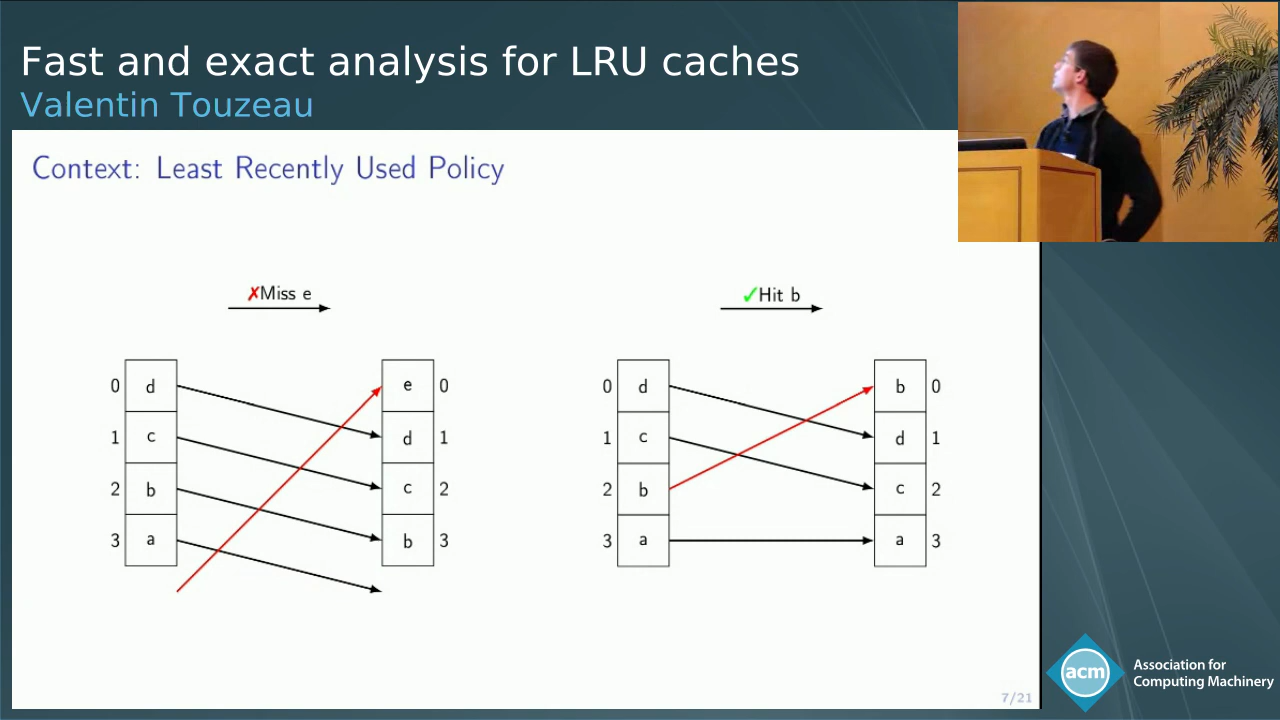 Fast and exact analysis for LRU caches
Valentin Touzeau
Context: Least Recently Used Policy
✗Miss e
✓Hit b
0 d e 0
1 c d 1
2 b c 2
3 a b 3
0 d b 0
1 c d 1
2 b c 2
3 a a 3
7/21
acm
Association for
Computing Machinery